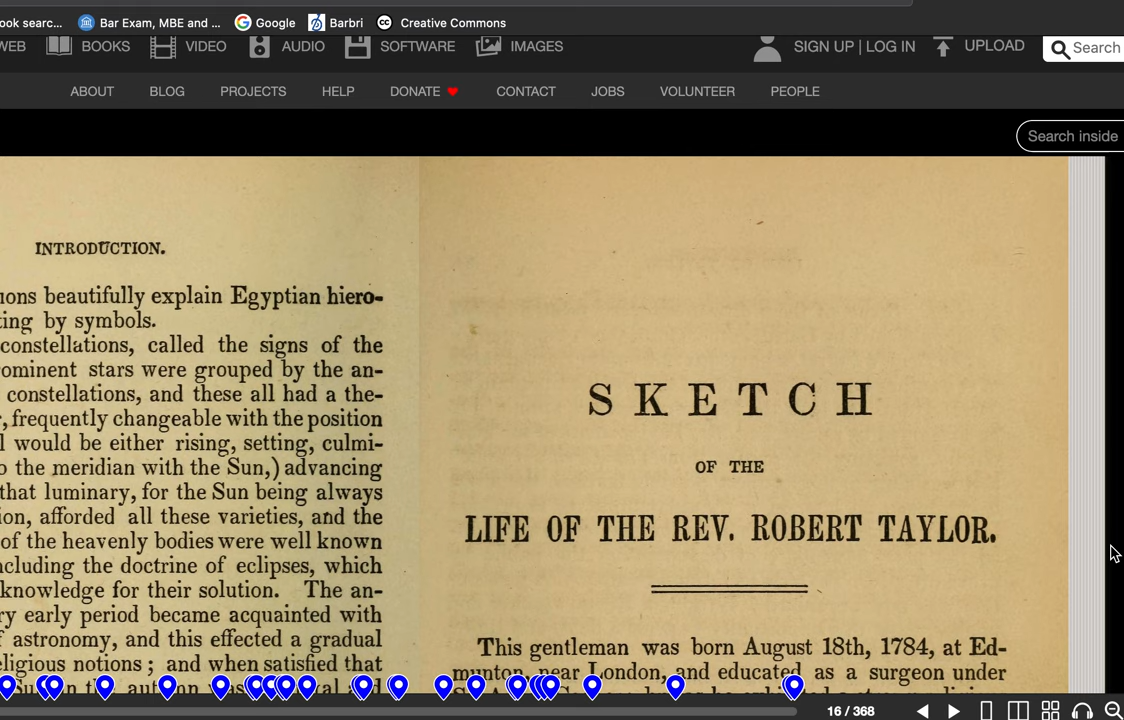 ook searc...
Bar Exam, MBE and ...
Google
Barbri
Creative Commons
WEB
BOOKS
VIDEO
AUDIO
SOFTWARE
IMAGES
SIGN UP | LOG IN
UPLOAD
Search
ABOUT
BLOG
PROJECTS
HELP
DONATE
CONTACT
JOBS
VOLUNTEER
PEOPLE
Search inside
INTRODUCTION.
ions beautifully explain Egyptian hiero-
ting by symbols.
constellations, called the signs of the
ominent stars were grouped by the an-
constellations, and these all had a the-
, frequently changeable with the position
l would be either rising, setting, culmi-
o the meridian with the Sun,) advancing
that luminary, for the Sun being always
ion, afforded all these varieties, and the
of the heavenly bodies were well known
ncluding the doctrine of eclipses, which
knowledge for their solution. The an-
ry early period became acquainted with
f astronomy, and this effected a gradual
eligious notions ; and when satisfied that
SKETCH
OF THE
LIFE OF THE REV. ROBERT TAYLOR.
This gentleman was born August 18th, 1784, at Ed-
munton, near London, and educated as a surgeon under
16 / 368